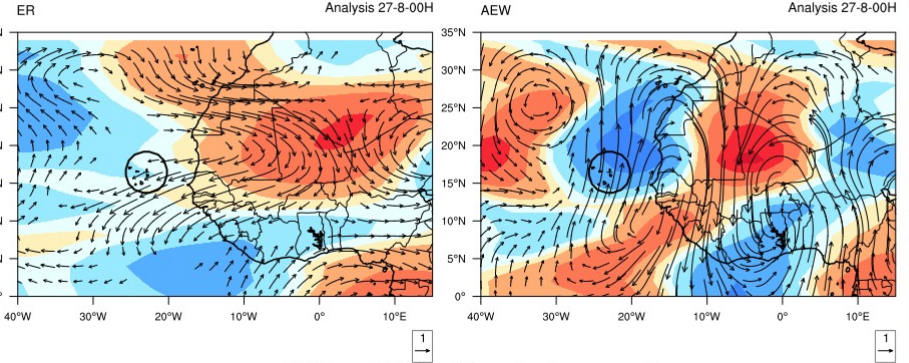 ER Analysis 27-8-00H AEW Analysis 27-8-00H
35°N
N 30°N
N 25°N
N 20°N
N 15°N
N 10°N
N 5°N
0°
40°W 30°W 20°W 10°W 0° 10°E 40°W 30°W 20°W 10°W 0° 10°E
1 1